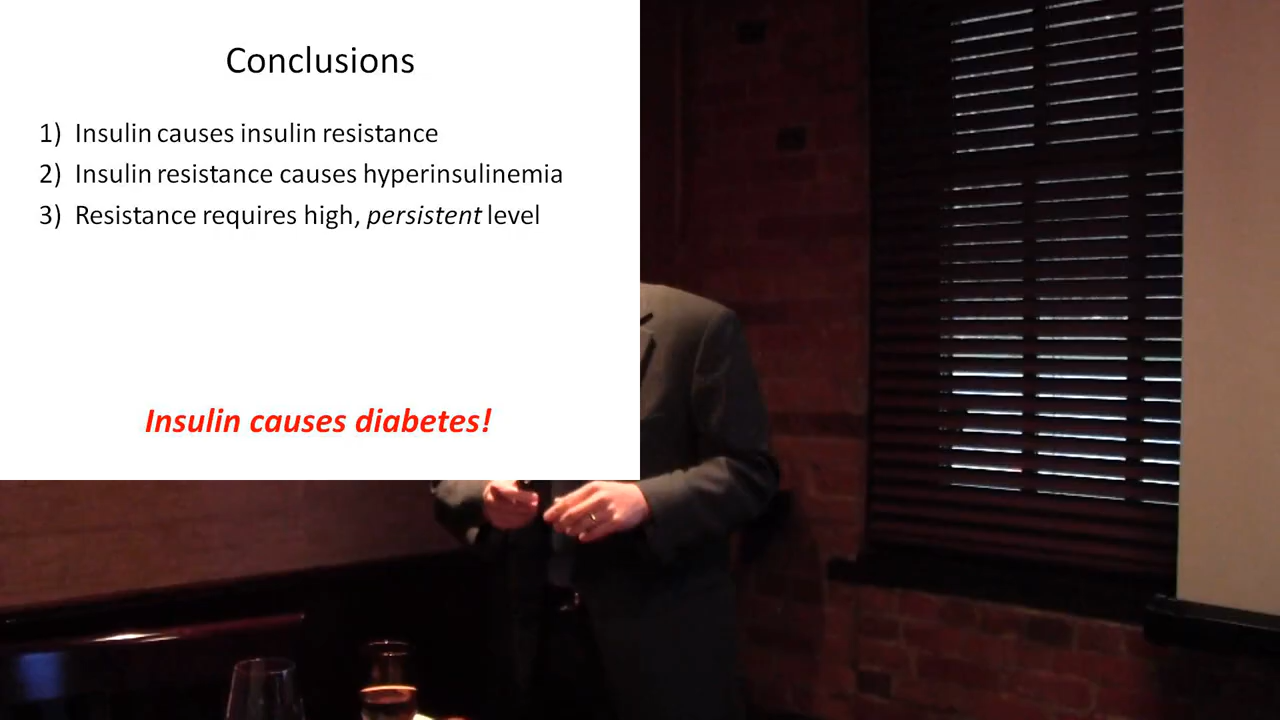 Conclusions
1) Insulin causes insulin resistance
2) Insulin resistance causes hyperinsulinemia
3) Resistance requires high, persistent level
Insulin causes diabetes!